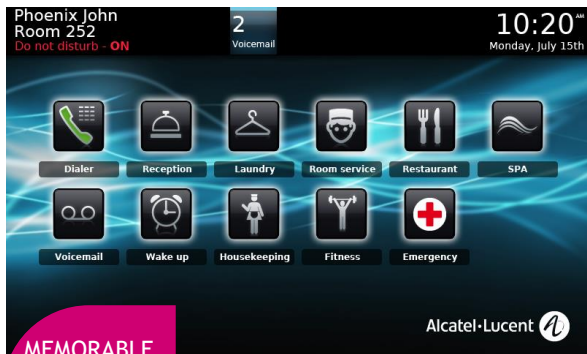 Phoenix John
Room 252
Do not disturb - ON
2
Voicemail
10:20 AM
Monday, July 15th
Dialer
Reception
Laundry
Room service
Restaurant
SPA
Voicemail
Wake up
Housekeeping
Fitness
Emergency
Alcatel·Lucent
MEMORABLE